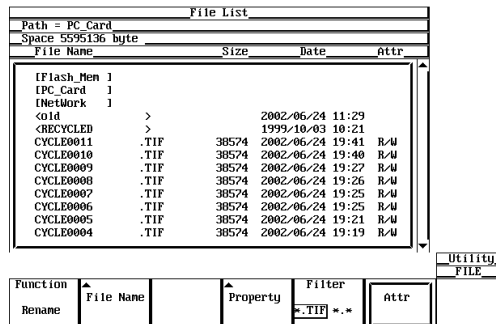 File List
Path = PC_Card
Space 5595136 byte
File Name Size Date Attr
[Flash_Mem ]
[PC_Card ]
[NetWork ]
<old > 2002/06/24 11:29
<RECYCLED > 1999/10/03 10:21
CYCLE0011 .TIF 38574 2002/06/24 19:41 R/W
CYCLE0010 .TIF 38574 2002/06/24 19:40 R/W
CYCLE0009 .TIF 38574 2002/06/24 19:27 R/W
CYCLE0008 .TIF 38574 2002/06/24 19:26 R/W
CYCLE0007 .TIF 38574 2002/06/24 19:25 R/W
CYCLE0006 .TIF 38574 2002/06/24 19:25 R/W
CYCLE0005 .TIF 38574 2002/06/24 19:21 R/W
CYCLE0004 .TIF 38574 2002/06/24 19:19 R/W
Utility
FILE
Function
Rename
File Name
Property
Filter
*.TIF *.*
Attr